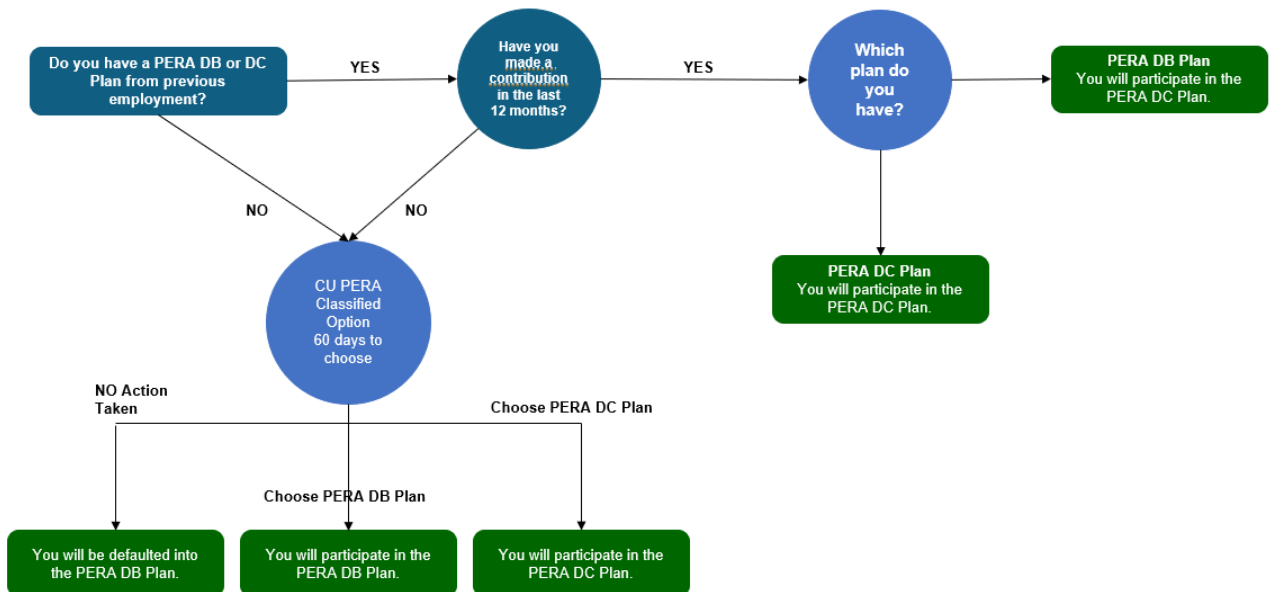 Do you have a PERA DB or DC
Plan from previous
employment?
YES
Have you
made a
contribution
in the last
12 months?
YES
Which
plan do
you
have?
PERA DB Plan
You will participate in the
PERA DC Plan.
NO
NO
PERA DC Plan
You will participate in the
PERA DC Plan.
CU PERA
Classified
Option
60 days to
choose
NO Action
Taken
Choose PERA DC Plan
Choose PERA DB Plan
You will be defaulted into
the PERA DB Plan.
You will participate in the
PERA DB Plan.
You will participate in the
PERA DC Plan.